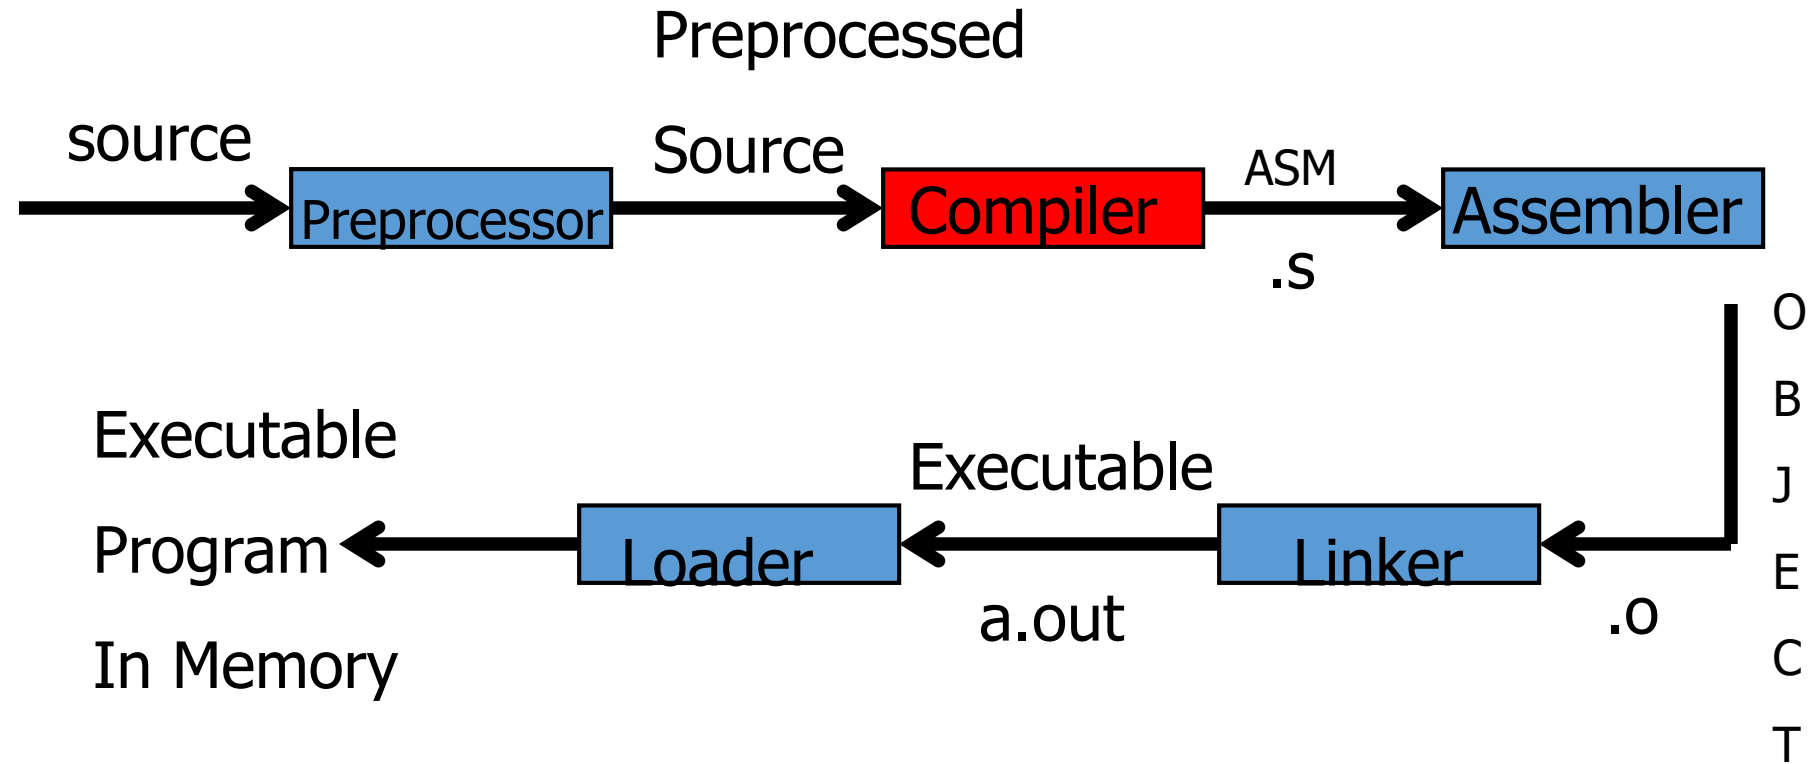 source
Preprocessor
Preprocessed
Source
Compiler
ASM
.s
Assembler
O
B
J
E
C
T
.o
Linker
Executable
a.out
Loader
Executable
Program
In Memory